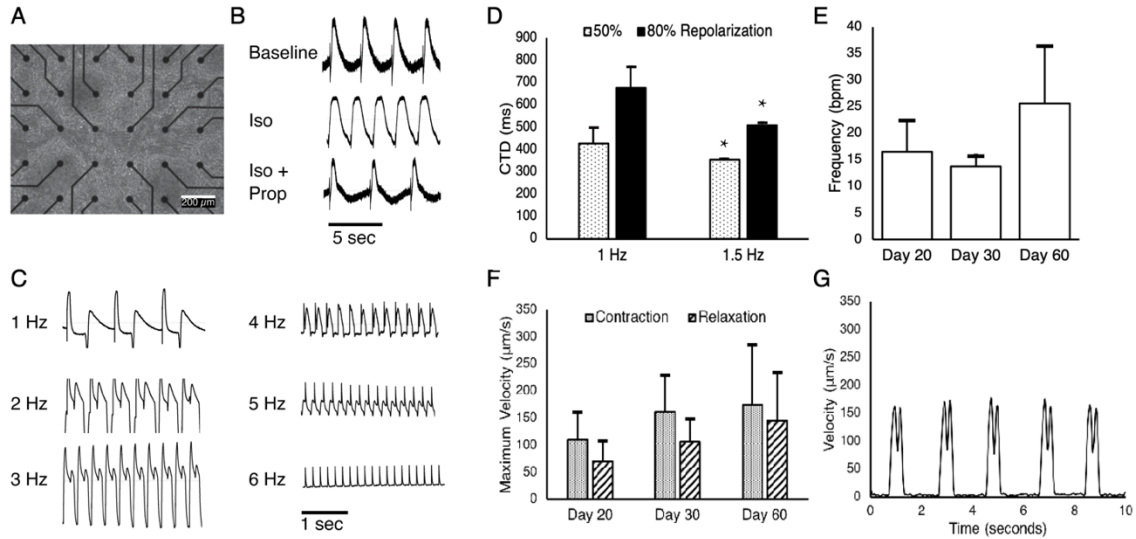 A
200 µm
B
Baseline
Iso
Iso +
Prop
5 sec
C
1 Hz
2 Hz
3 Hz
4 Hz
5 Hz
6 Hz
1 sec
D
50% 80% Repolarization
CTD (ms)
900
800
700
600
500
400
300
200
100
0
* *
1 Hz 1.5 Hz
E
Frequency (bpm)
40
35
30
25
20
15
10
5
0
Day 20 Day 30 Day 60
F
Contraction Relaxation
Maximum Velocity (µm/s)
350
300
250
200
150
100
50
0
Day 20 Day 30 Day 60
G
Velocity (µm/s)
350
300
250
200
150
100
50
0
0 2 4 6 8 10
Time (seconds)